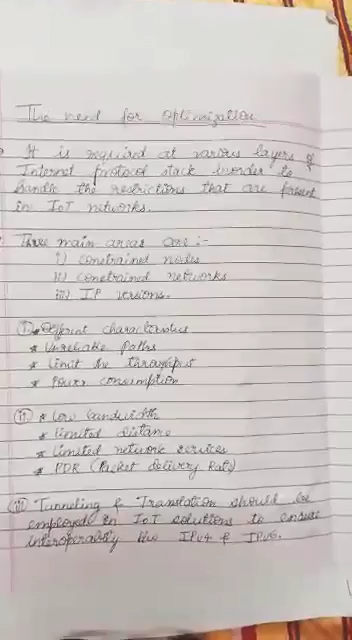 The need for optimization
It is required at various layers of
Internet protocol stack inorder to
handle the restrictions that are present
in IoT networks.
Three main areas are :-
i) constrained nodes
ii) constrained networks
iii) IP versions.
(i) * Different characteristics
* Unreliable paths
* Limit the throughput
* Power consumption
(ii) * Low bandwidth
* limited distance
* limited network services
* PDR (Packet delivery Rate)
(iii) Tunneling & Translation should be
employed in IoT solutions to ensure
interoperability b/w IPv4 & IPv6.